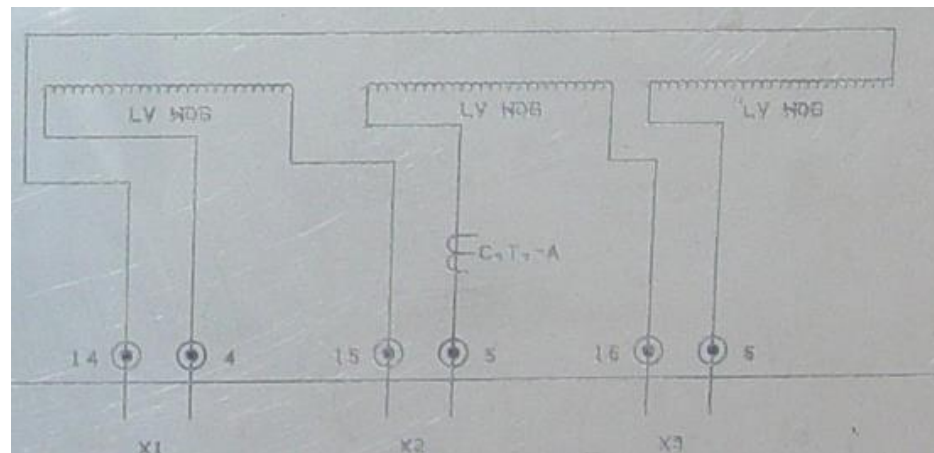 LV WDG LV WDG LV WDG
C.T.-A
14 4 15 5 16 6
X1 X2 X3